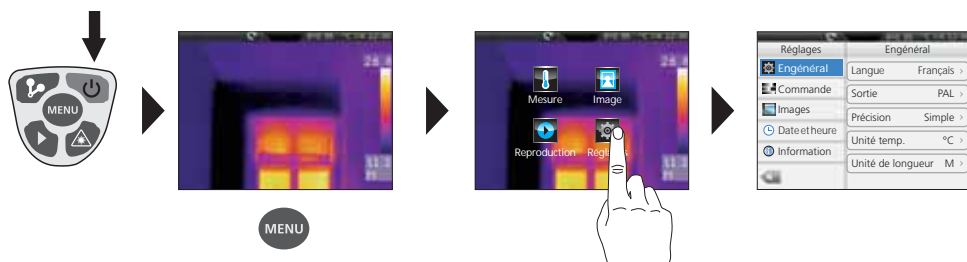 MENU
MENU
Mesure
Image
Reproduction
Réglages
Réglages
Engénéral
Engénéral
Commande
Images
Date et heure
Information
Langue Français >
Sortie PAL >
Précision Simple >
Unité temp. °C >
Unité de longueur M >